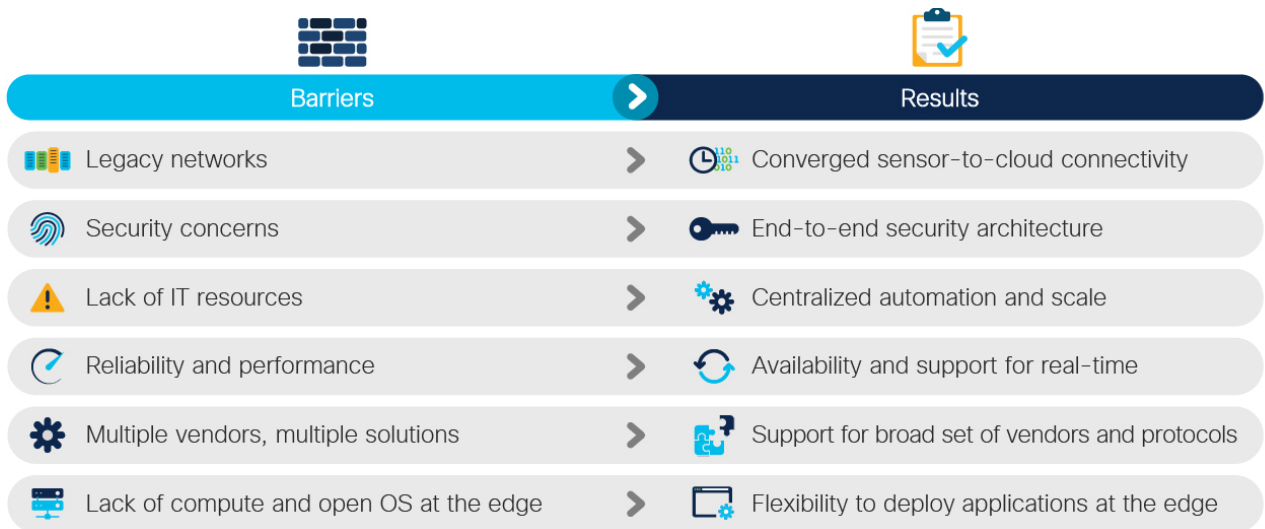 Barriers
Results
Legacy networks
Converged sensor-to-cloud connectivity
Security concerns
End-to-end security architecture
Lack of IT resources
Centralized automation and scale
Reliability and performance
Availability and support for real-time
Multiple vendors, multiple solutions
Support for broad set of vendors and protocols
Lack of compute and open OS at the edge
Flexibility to deploy applications at the edge
110
1011
010